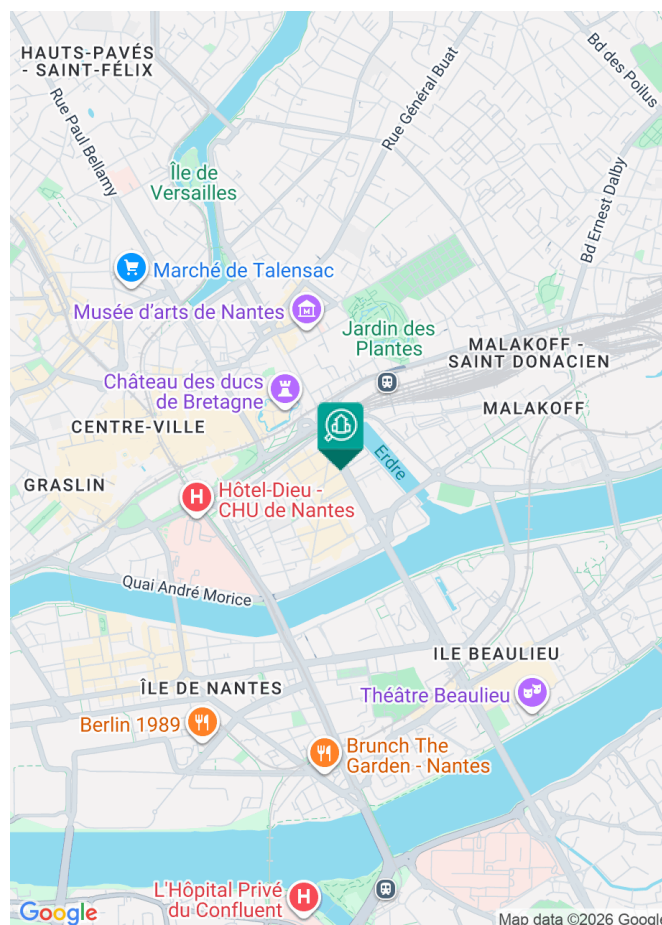 HAUTS-PAVÉS
- SAINT-FÉLIX
Bd des Poilus
Rue Général Buat
Rue Paul Bellamy
Île de
Versailles
Bd Ernest Dalby
Marché de Talensac
Musée d'arts de Nantes
Jardin des
Plantes
MALAKOFF -
SAINT DONACIEN
Château des ducs
de Bretagne
MALAKOFF
CENTRE-VILLE
Erdre
GRASLIN
Hôtel-Dieu -
CHU de Nantes
Quai André Morice
ILE BEAULIEU
ÎLE DE NANTES
Théâtre Beaulieu
Berlin 1989
Brunch The
Garden - Nantes
L'Hôpital Privé
du Confluent
Google
Map data ©2026 Google